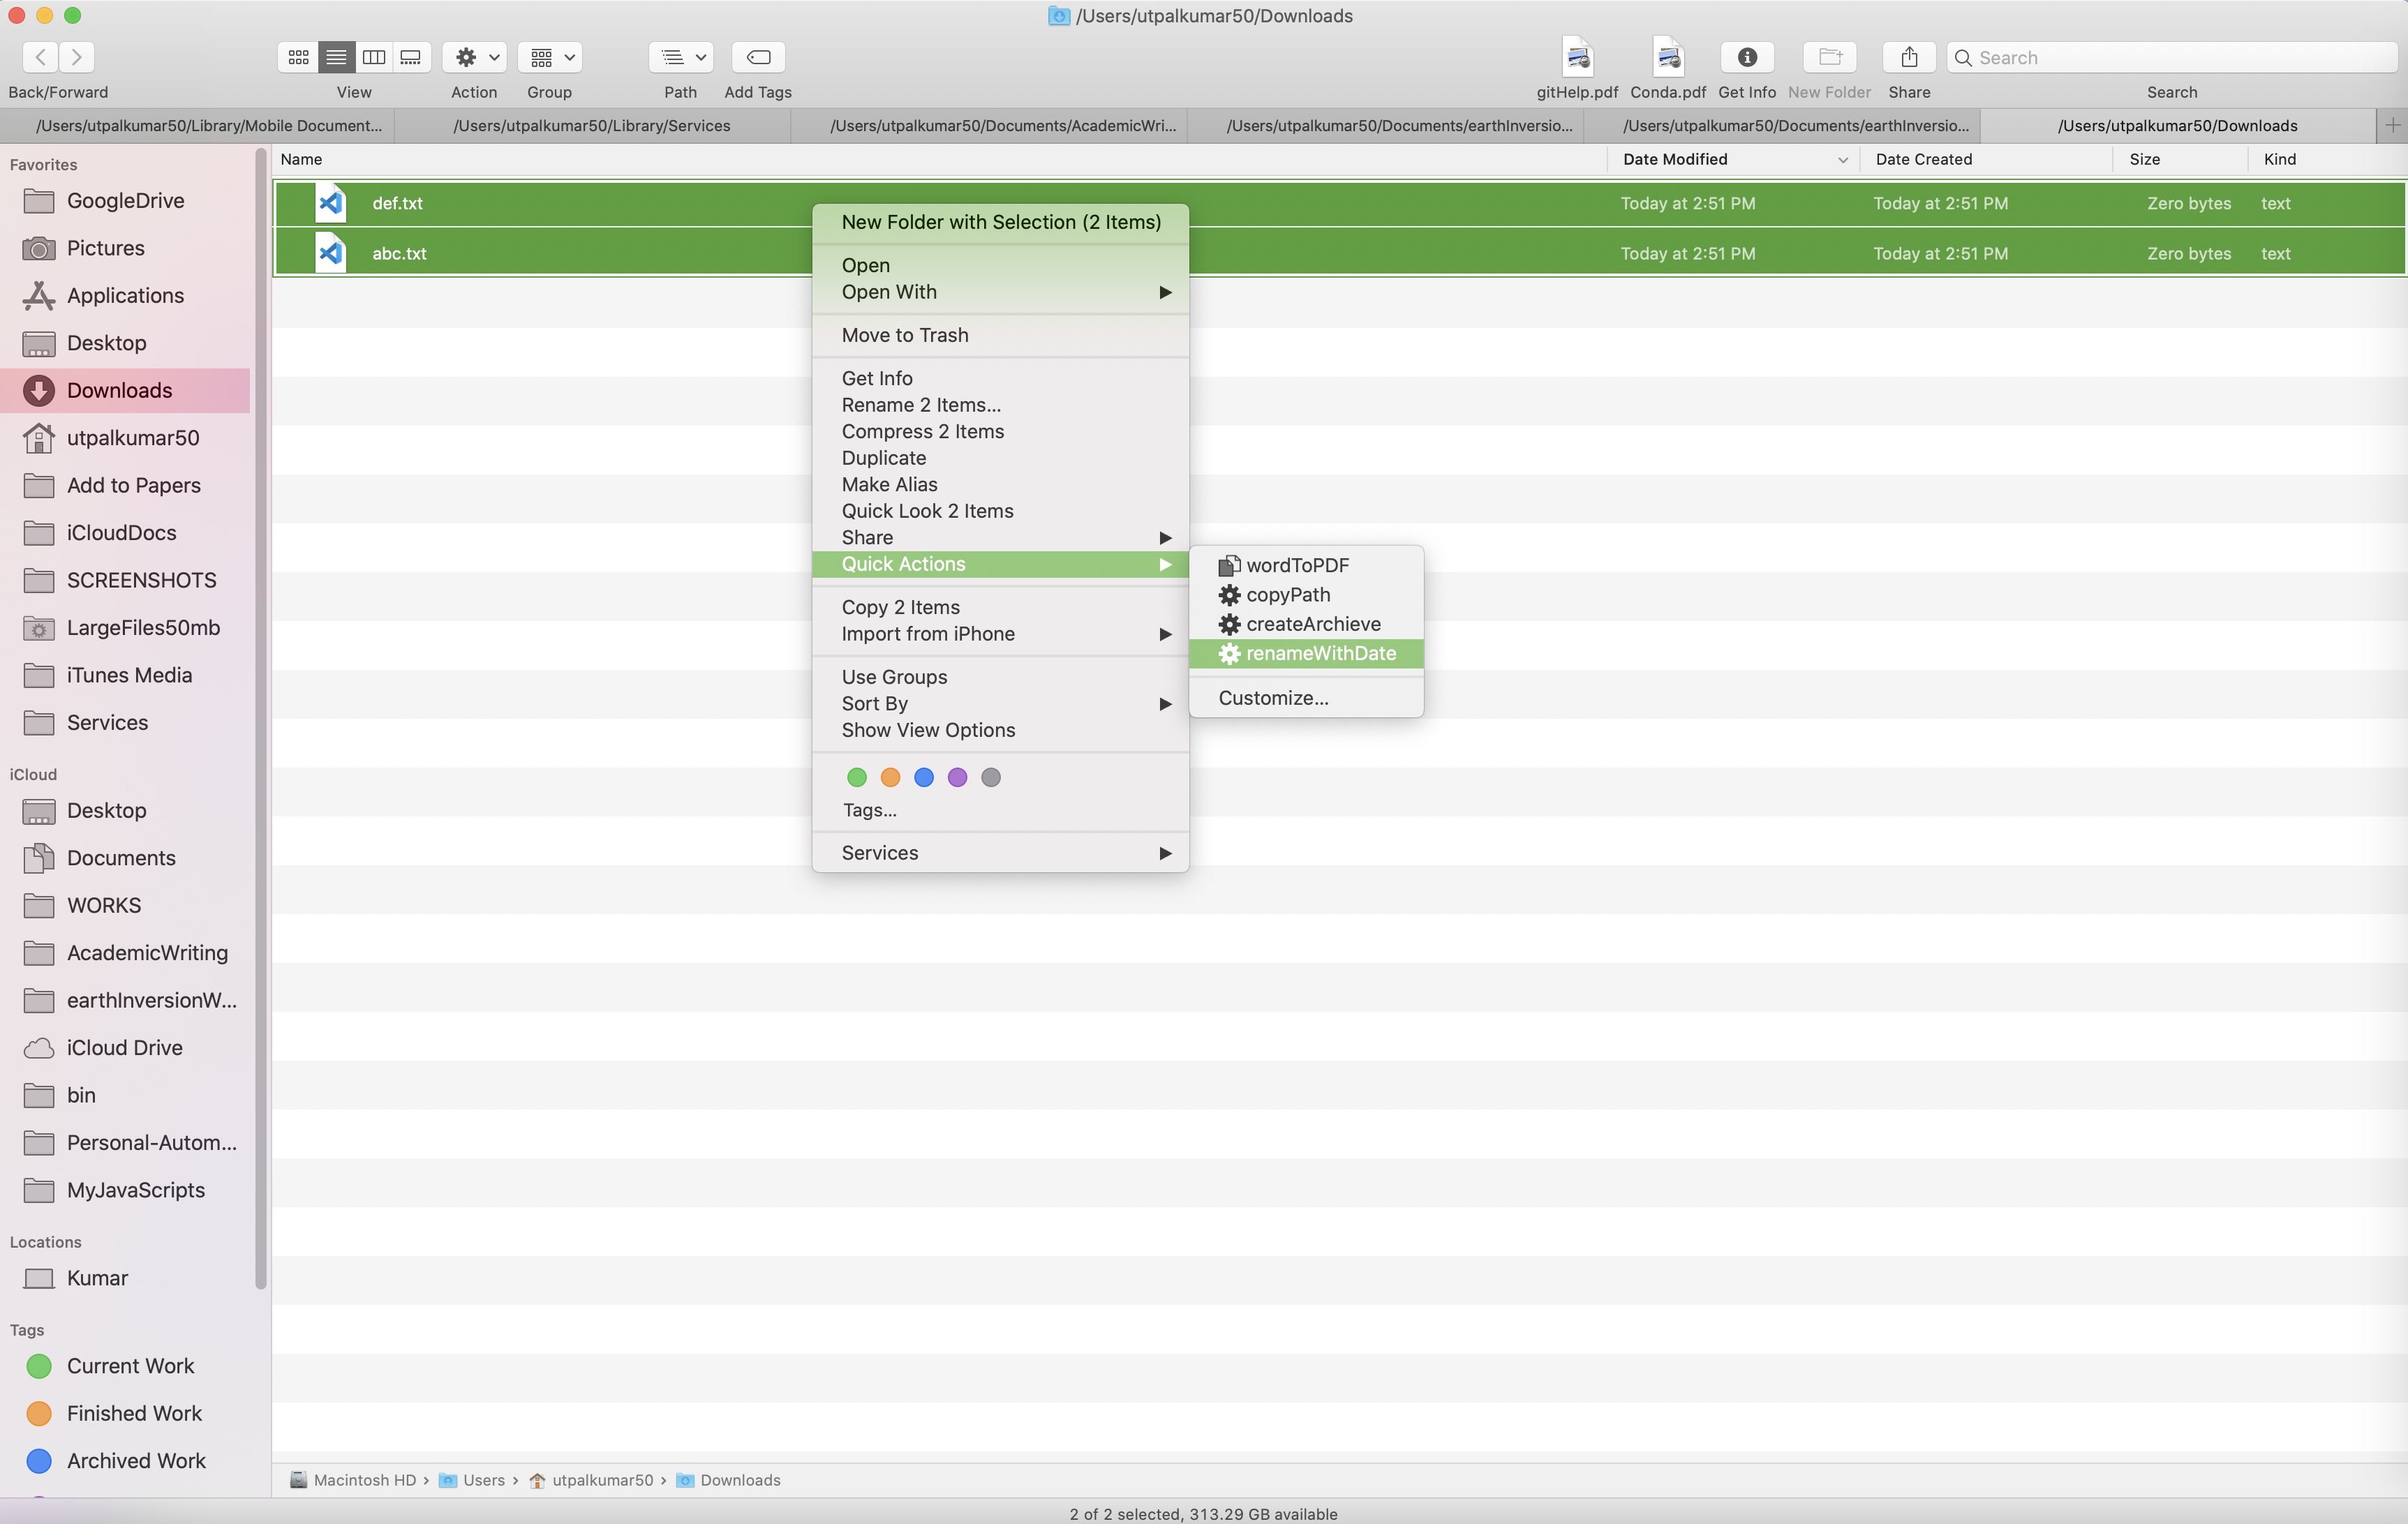 /Users/utpalkumar50/Downloads
Search
Back/Forward
View
Action
Group
Path
Add Tags
gitHelp.pdf
Conda.pdf
Get Info
New Folder
Share
Search
/Users/utpalkumar50/Library/Mobile Document...
/Users/utpalkumar50/Library/Services
/Users/utpalkumar50/Documents/AcademicWri...
/Users/utpalkumar50/Documents/earthInversio...
/Users/utpalkumar50/Documents/earthInversio...
/Users/utpalkumar50/Downloads
Favorites
GoogleDrive
Pictures
Applications
Desktop
Downloads
utpalkumar50
Add to Papers
iCloudDocs
SCREENSHOTS
LargeFiles50mb
iTunes Media
Services
iCloud
Desktop
Documents
WORKS
AcademicWriting
earthInversionW...
iCloud Drive
bin
Personal-Autom...
MyJavaScripts
Locations
Kumar
Tags
Current Work
Finished Work
Archived Work
Name Date Modified Date Created Size Kind
def.txt Today at 2:51 PM Today at 2:51 PM Zero bytes text
abc.txt Today at 2:51 PM Today at 2:51 PM Zero bytes text
New Folder with Selection (2 Items)
Open
Open With
Move to Trash
Get Info
Rename 2 Items...
Compress 2 Items
Duplicate
Make Alias
Quick Look 2 Items
Share
Quick Actions
Copy 2 Items
Import from iPhone
Use Groups
Sort By
Show View Options
Tags...
Services
wordToPDF
copyPath
createArchieve
renameWithDate
Customize...
Macintosh HD › Users › utpalkumar50 › Downloads
2 of 2 selected, 313.29 GB available